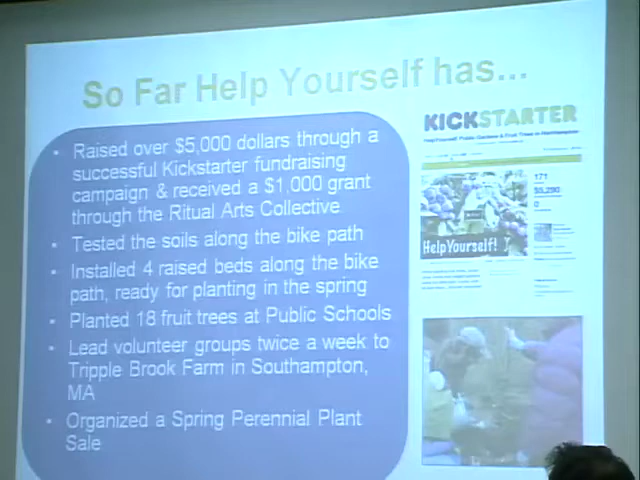 So Far Help Yourself has...
• Raised over $5,000 dollars through a
successful Kickstarter fundraising
campaign & received a $1,000 grant
through the Ritual Arts Collective
• Tested the soils along the bike path
• Installed 4 raised beds along the bike
path, ready for planting in the spring
• Planted 18 fruit trees at Public Schools
• Lead volunteer groups twice a week to
Tripple Brook Farm in Southampton,
MA
• Organized a Spring Perennial Plant
Sale
KICKSTARTER
171
$5,290
0
Help Yourself!